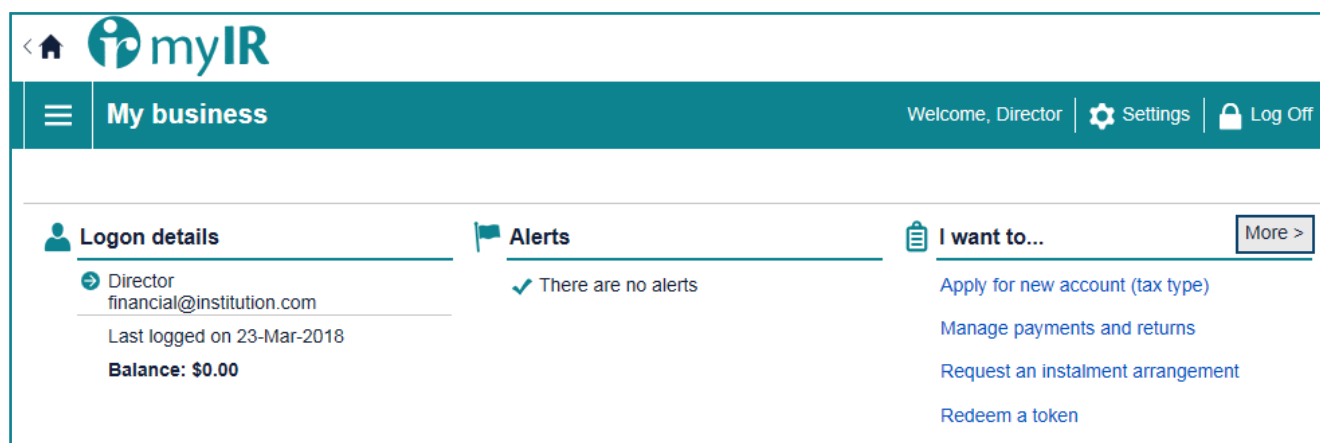 ir myIR
My business
Welcome, Director
Settings
Log Off
Logon details
Director
financial@institution.com
Last logged on 23-Mar-2018
Balance: $0.00
Alerts
There are no alerts
I want to...
More >
Apply for new account (tax type)
Manage payments and returns
Request an instalment arrangement
Redeem a token